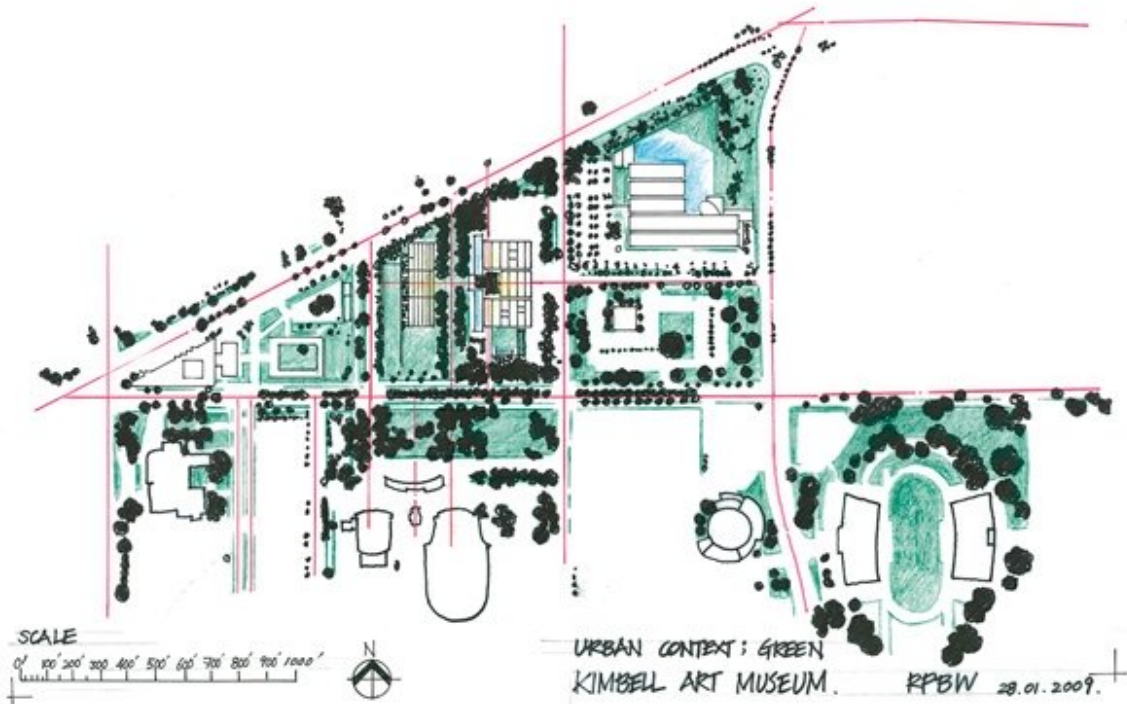 SCALE
0' 100' 200' 300 400' 500' 600' 700' 800' 900' 1000'
N
URBAN CONTEXT; GREEN
KIMBELL ART MUSEUM. RPBW 28.01.2009.